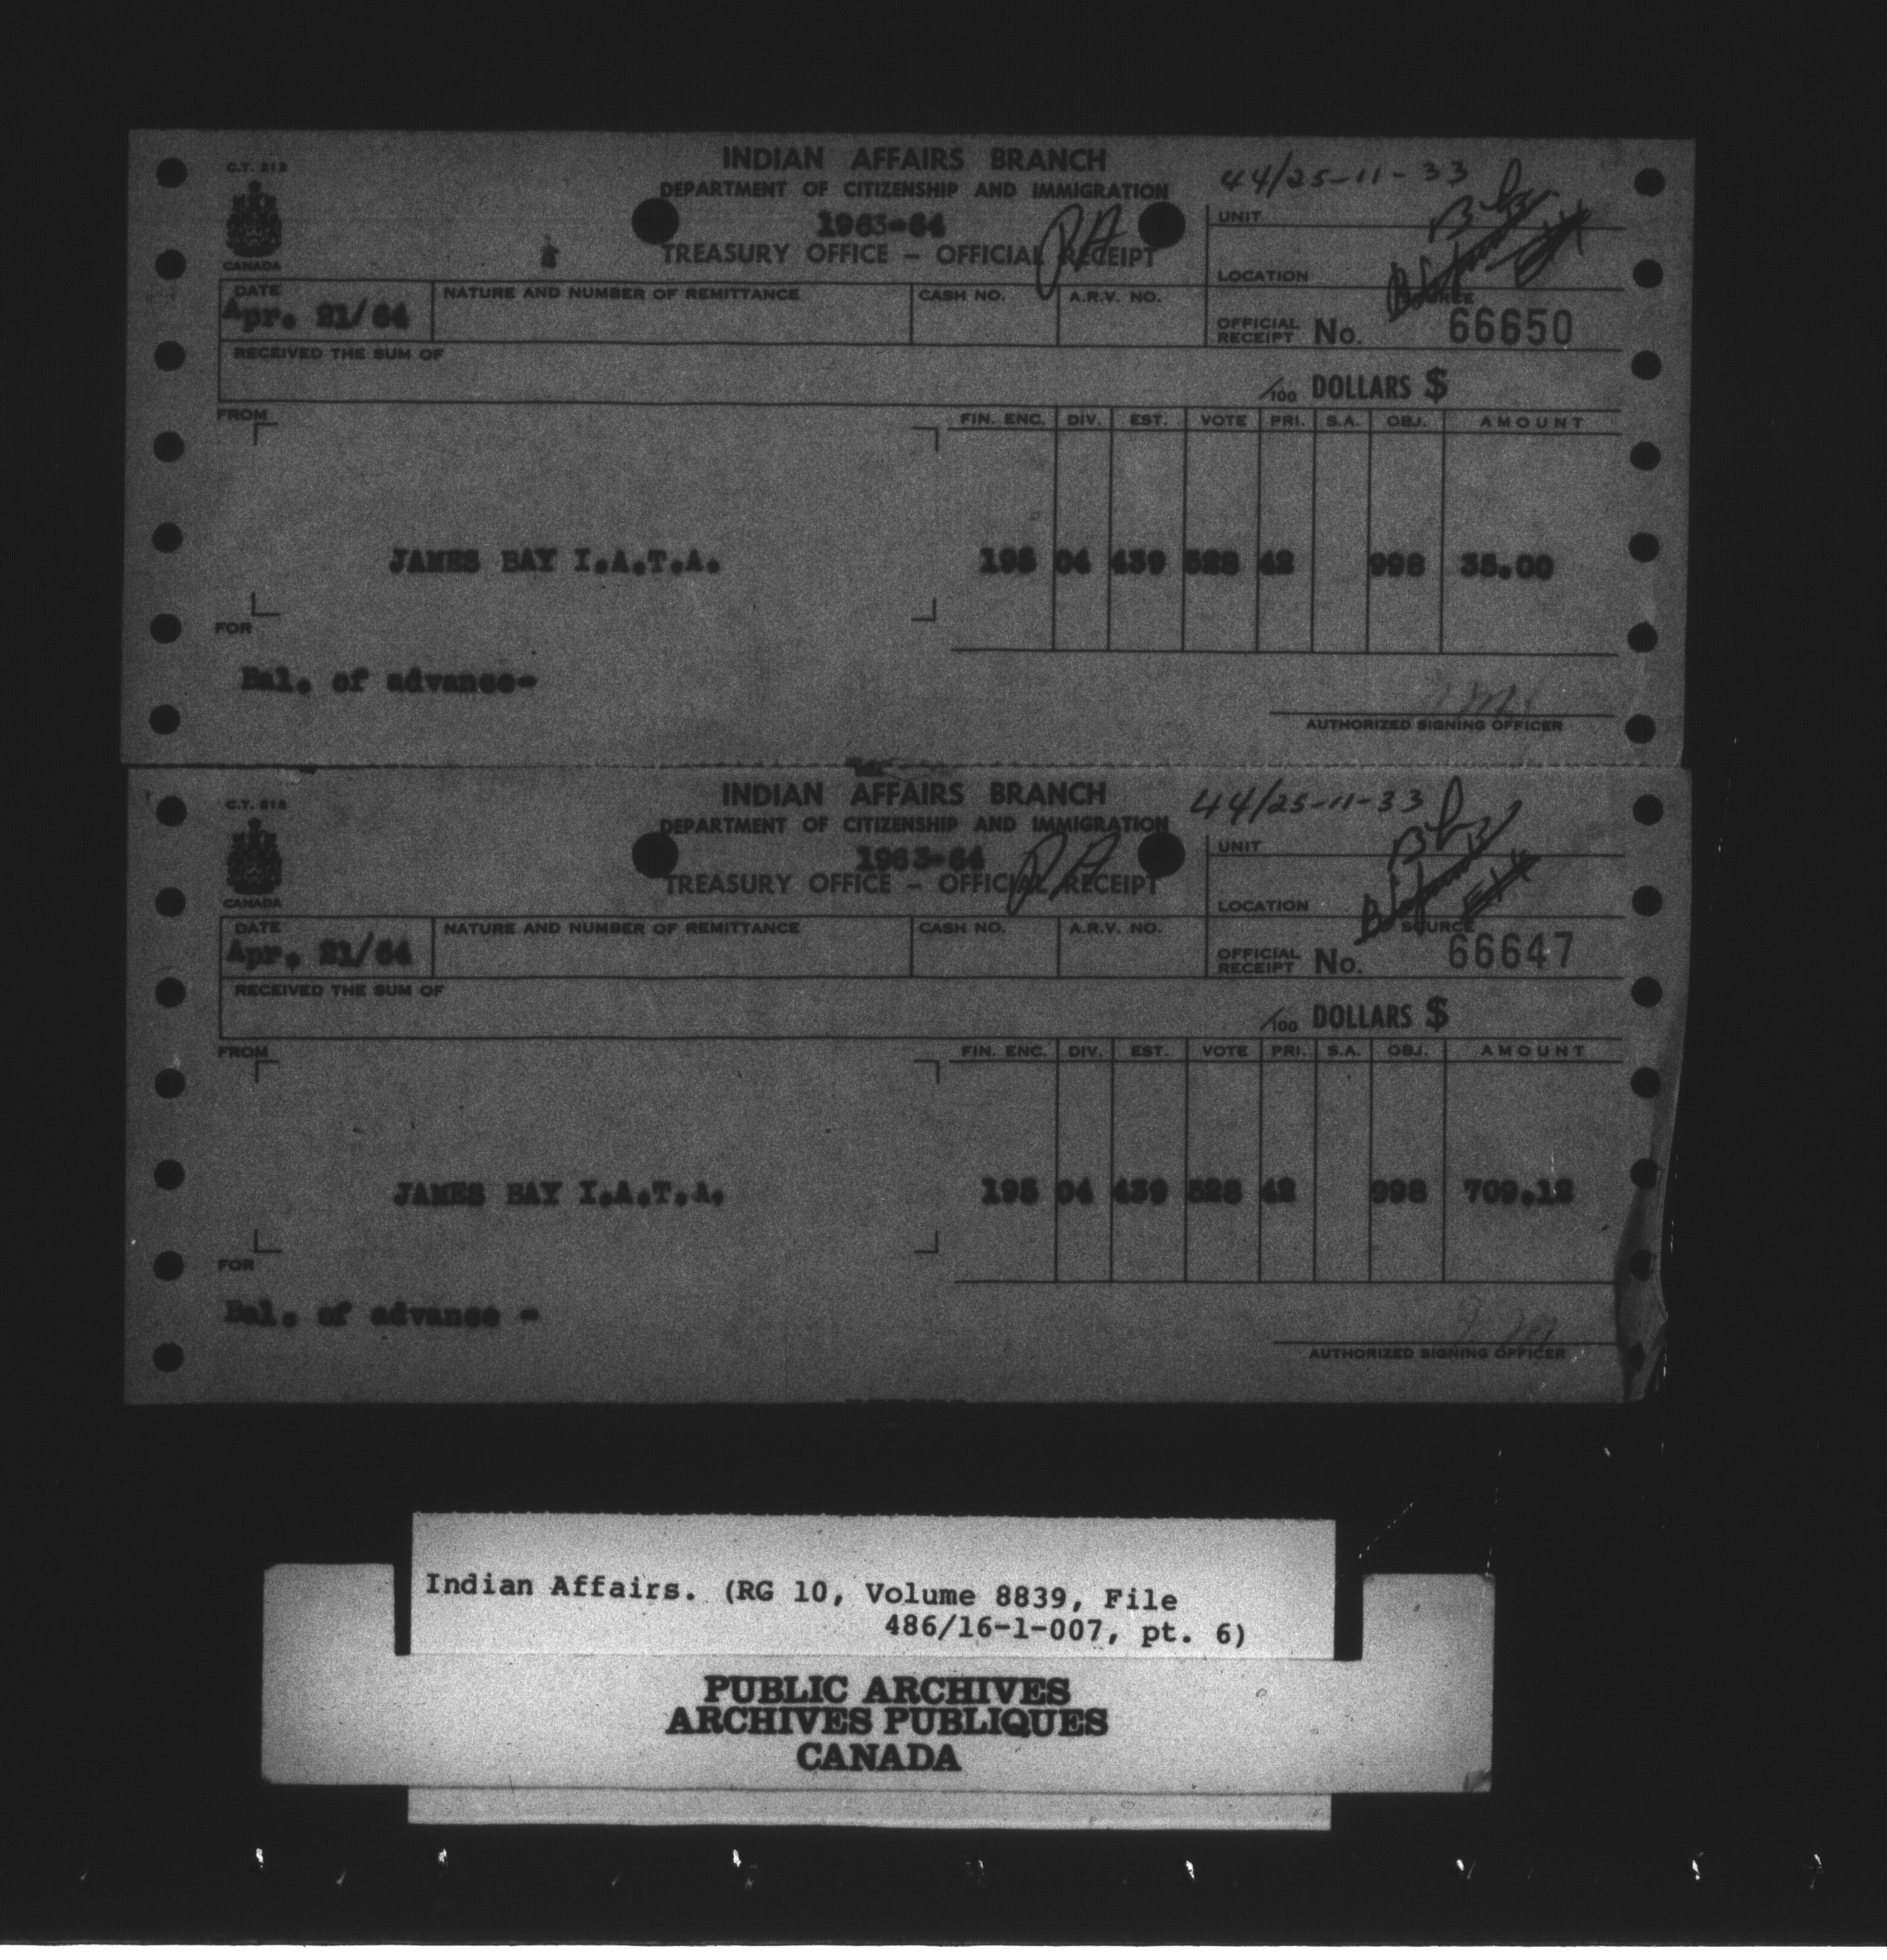 C.T. 212
INDIAN AFFAIRS BRANCH
DEPARTMENT OF CITIZENSHIP AND IMMIGRATION
1963-64
TREASURY OFFICE - OFFICIAL RECEIPT
CANADA
44/25-11-33
UNIT
LOCATION
DATE
Apr. 21/64
NATURE AND NUMBER OF REMITTANCE
CASH NO.
A.R.V. NO.
OFFICIAL RECEIPT No. 66650
RECEIVED THE SUM OF
/100 DOLLARS $
FROM
FIN. ENC. DIV. EST. VOTE PRI. S.A. OBJ. AMOUNT
JAMES BAY I.A.T.A. 195 04 439 528 42 998 35.00
FOR
Bal. of advance-
AUTHORIZED SIGNING OFFICER
C.T. 212
INDIAN AFFAIRS BRANCH
DEPARTMENT OF CITIZENSHIP AND IMMIGRATION
1963-64
TREASURY OFFICE - OFFICIAL RECEIPT
CANADA
44/25-11-33
UNIT
LOCATION
SOURCE
DATE
Apr. 21/64
NATURE AND NUMBER OF REMITTANCE
CASH NO.
A.R.V. NO.
OFFICIAL RECEIPT No. 66647
RECEIVED THE SUM OF
/100 DOLLARS $
FROM
FIN. ENC. DIV. EST. VOTE PRI. S.A. OBJ. AMOUNT
JAMES BAY I.A.T.A. 195 04 439 528 42 998 709.12
FOR
Bal. of advance -
AUTHORIZED SIGNING OFFICER
Indian Affairs. (RG 10, Volume 8839, File
486/16-1-007, pt. 6)
PUBLIC ARCHIVES
ARCHIVES PUBLIQUES
CANADA